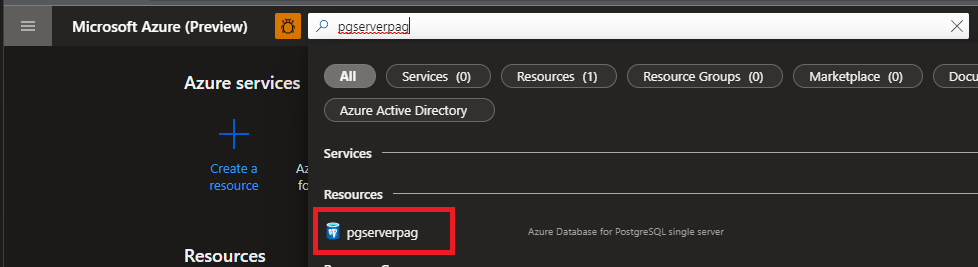 Microsoft Azure (Preview)
pgserverpag
All
Services (0)
Resources (1)
Resource Groups (0)
Marketplace (0)
Docu
Azure Active Directory
Azure services
Create a
resource
Az
fo
Services
Resources
pgserverpag
Azure Database for PostgreSQL single server
Resources